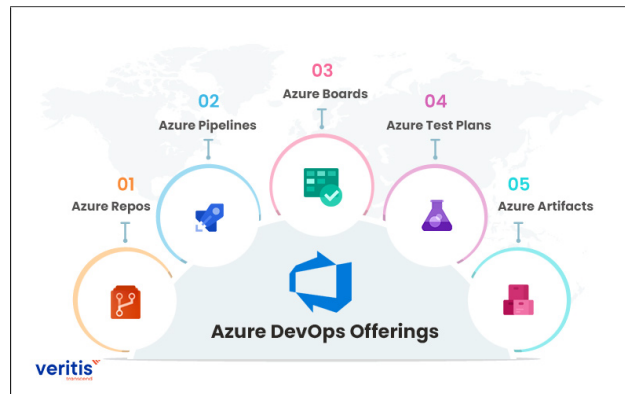 03
Azure Boards
02
Azure Pipelines
04
Azure Test Plans
01
Azure Repos
05
Azure Artifacts
Azure DevOps Offerings
veritis